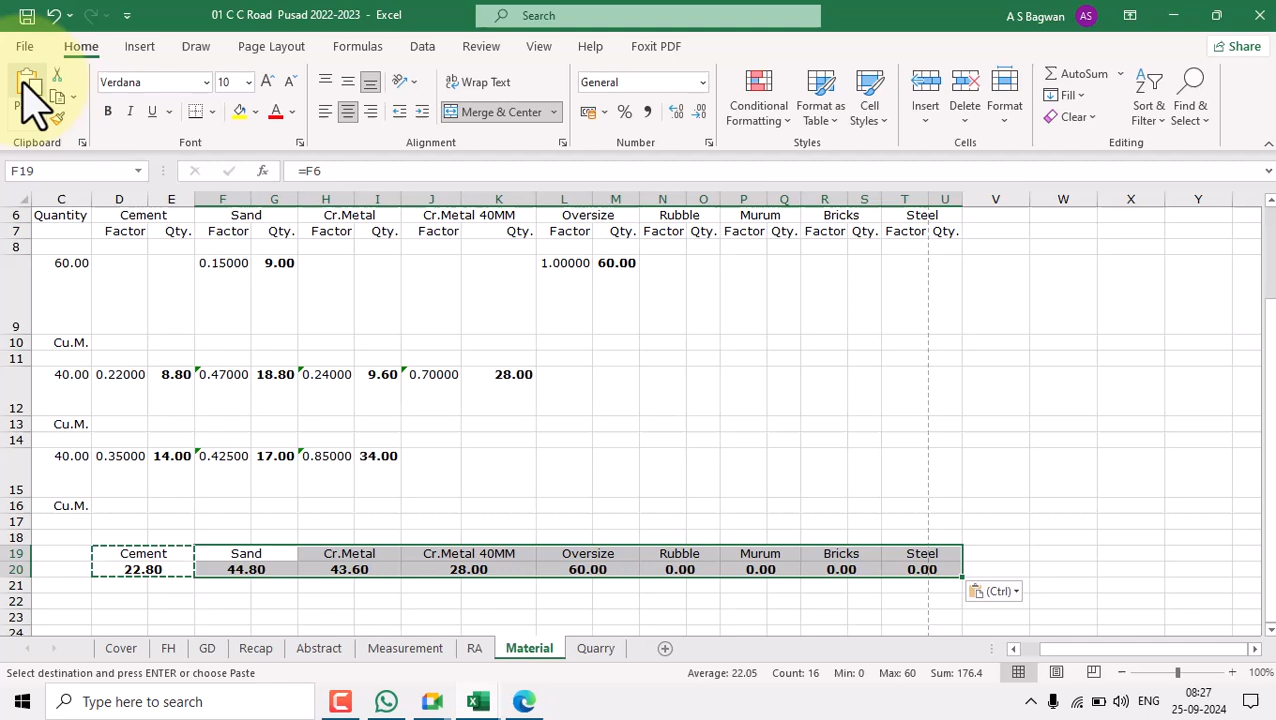 01 C C Road Pusad 2022-2023 - Excel
Search
A S Bagwan AS
File Home Insert Draw Page Layout Formulas Data Review View Help Foxit PDF Share
Verdana 10 Wrap Text General Conditional Format as Cell Insert Delete Format AutoSum Sort & Find &
B I U A Merge & Center % Formatting Table Styles Fill Clear Filter Select
Clipboard Font Alignment Number Styles Cells Editing
F19 fx =F6
C D E F G H I J K L M N O P Q R S T U V W X Y
6 Quantity Cement Sand Cr.Metal Cr.Metal 40MM Oversize Rubble Murum Bricks Steel
7 Factor Qty. Factor Qty. Factor Qty. Factor Qty. Factor Qty. Factor Qty. Factor Qty. Factor Qty. Factor Qty.
8
60.00 0.15000 9.00 1.00000 60.00
9
10 Cu.M.
11
40.00 0.22000 8.80 0.47000 18.80 0.24000 9.60 0.70000 28.00
12
13 Cu.M.
14
40.00 0.35000 14.00 0.42500 17.00 0.85000 34.00
15
16 Cu.M.
17
18
19 Cement Sand Cr.Metal Cr.Metal 40MM Oversize Rubble Murum Bricks Steel
20 22.80 44.80 43.60 28.00 60.00 0.00 0.00 0.00 0.00
21
(Ctrl)
22
23
24
Cover FH GD Recap Abstract Measurement RA Material Quarry
Select destination and press ENTER or choose Paste Average: 22.05 Count: 16 Min: 0 Max: 60 Sum: 176.4 100%
Type here to search ENG 08:27
25-09-2024